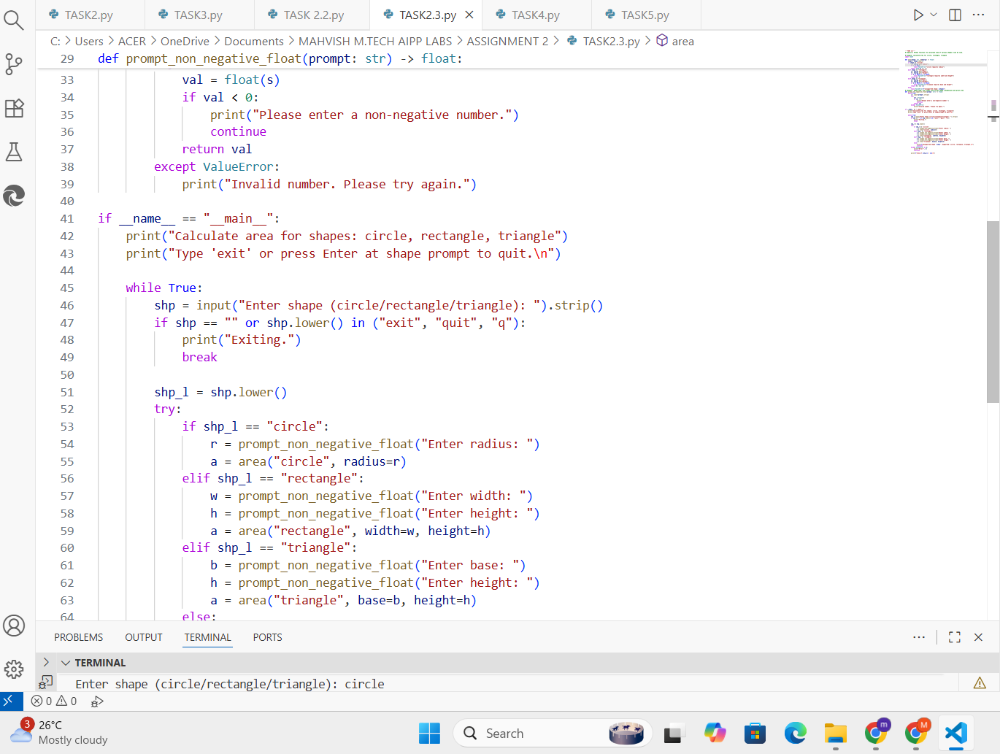 TASK2.py TASK3.py TASK 2.2.py TASK2.3.py TASK4.py TASK5.py
C: > Users > ACER > OneDrive > Documents > MAHVISH M.TECH AIPP LABS > ASSIGNMENT 2 > TASK2.3.py > area
29 def prompt_non_negative_float(prompt: str) -> float:
33 val = float(s)
34 if val < 0:
35 print("Please enter a non-negative number.")
36 continue
37 return val
38 except ValueError:
39 print("Invalid number. Please try again.")
40
41 if __name__ == "__main__":
42 print("Calculate area for shapes: circle, rectangle, triangle")
43 print("Type 'exit' or press Enter at shape prompt to quit.\n")
44
45 while True:
46 shp = input("Enter shape (circle/rectangle/triangle): ").strip()
47 if shp == "" or shp.lower() in ("exit", "quit", "q"):
48 print("Exiting.")
49 break
50
51 shp_l = shp.lower()
52 try:
53 if shp_l == "circle":
54 r = prompt_non_negative_float("Enter radius: ")
55 a = area("circle", radius=r)
56 elif shp_l == "rectangle":
57 w = prompt_non_negative_float("Enter width: ")
58 h = prompt_non_negative_float("Enter height: ")
59 a = area("rectangle", width=w, height=h)
60 elif shp_l == "triangle":
61 b = prompt_non_negative_float("Enter base: ")
62 h = prompt_non_negative_float("Enter height: ")
63 a = area("triangle", base=b, height=h)
64 else:
PROBLEMS OUTPUT TERMINAL PORTS
TERMINAL
Enter shape (circle/rectangle/triangle): circle
0 0
3 26°C
Mostly cloudy
Search
m M